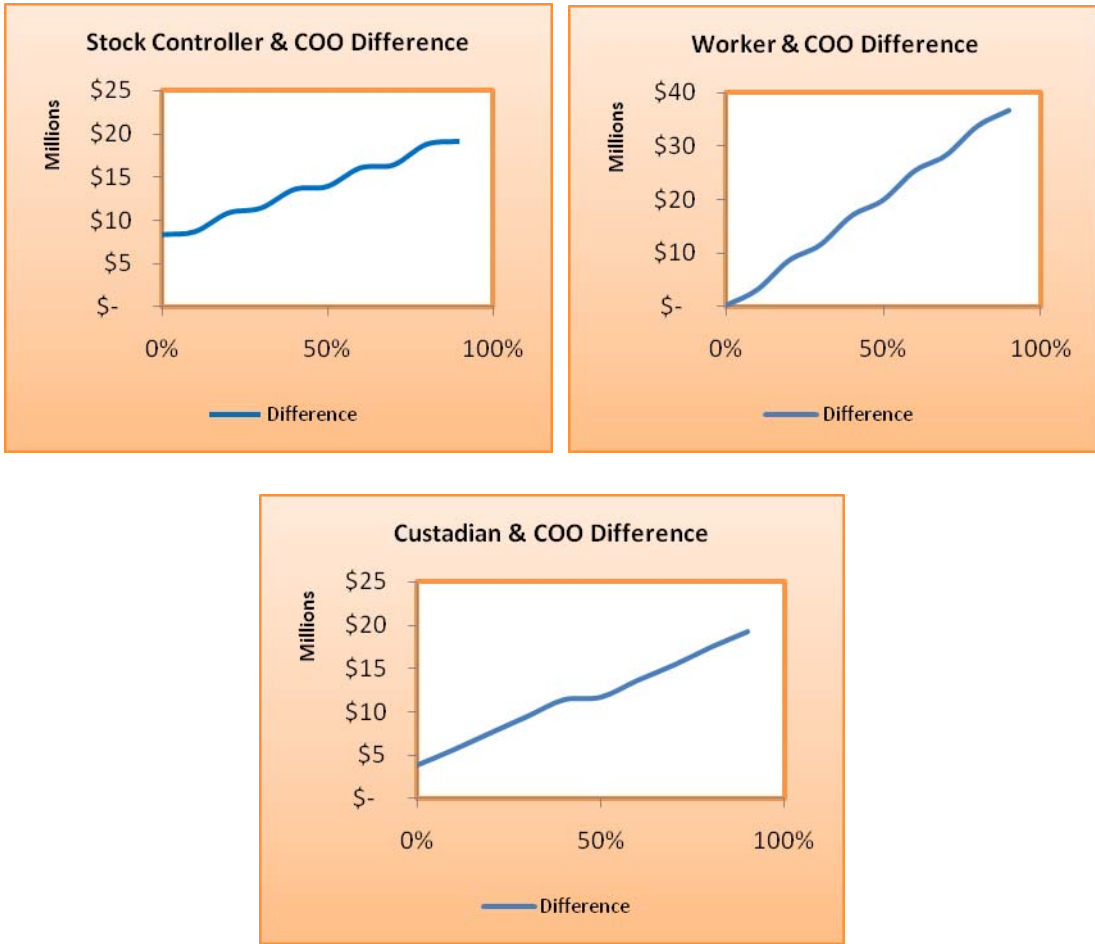 Stock Controller & COO Difference
Millions
$25
$20
$15
$10
$5
$-
0% 50% 100%
Difference
Worker & COO Difference
Millions
$40
$30
$20
$10
$-
0% 50% 100%
Difference
Custadian & COO Difference
Millions
$25
$20
$15
$10
$5
$-
0% 50% 100%
Difference